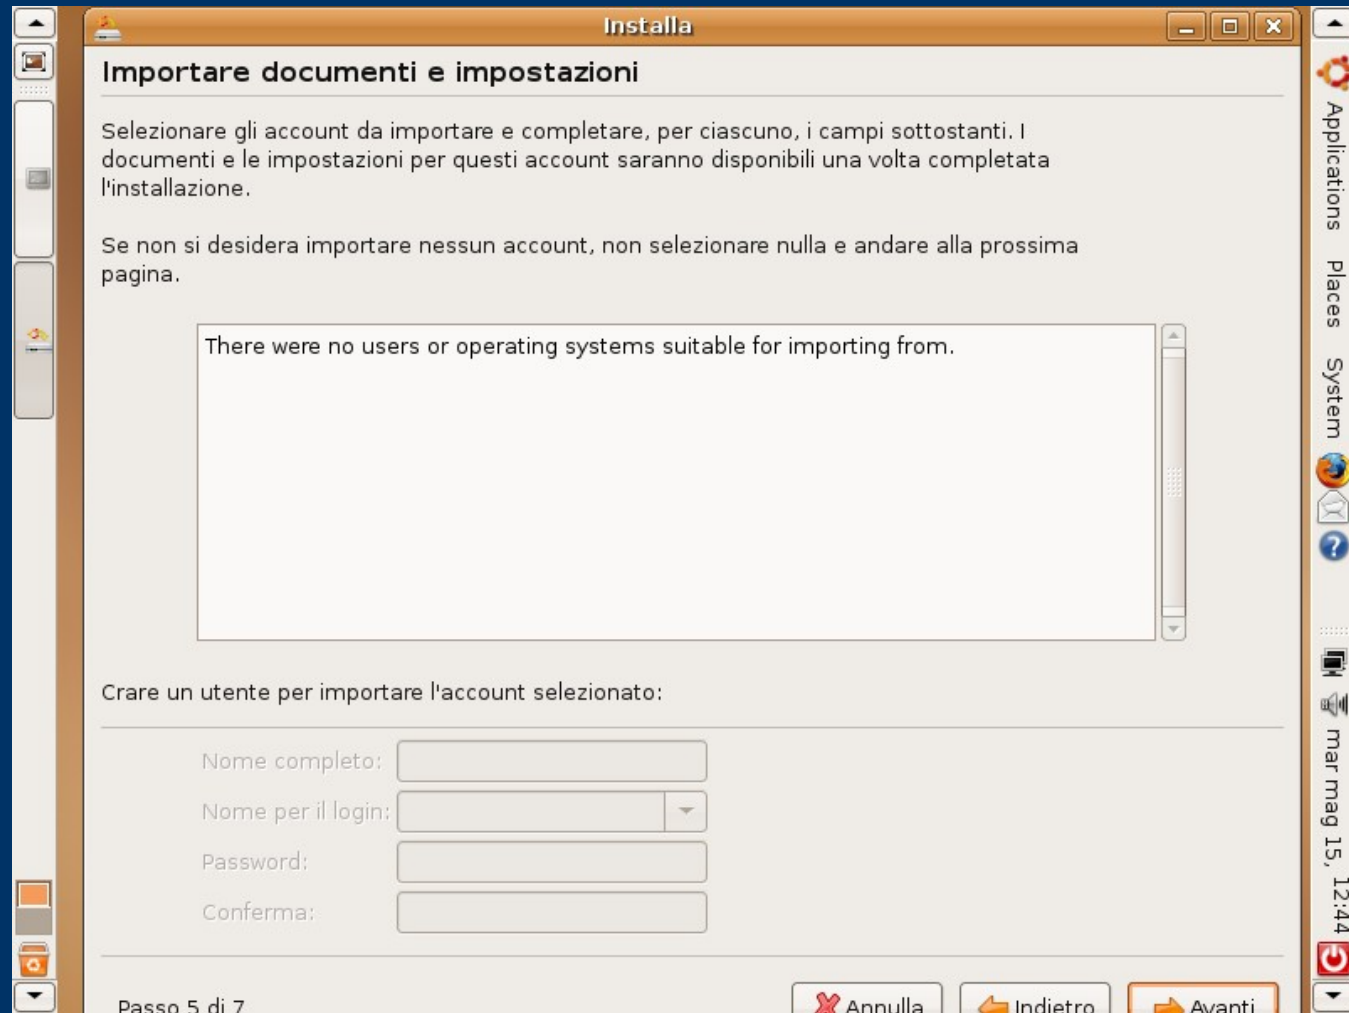 Installa
Importare documenti e impostazioni
Selezionare gli account da importare e completare, per ciascuno, i campi sottostanti. I
documenti e le impostazioni per questi account saranno disponibili una volta completata
l'installazione.
Se non si desidera importare nessun account, non selezionare nulla e andare alla prossima
pagina.
There were no users or operating systems suitable for importing from.
Crare un utente per importare l'account selezionato:
Nome completo:
Nome per il login:
Password:
Conferma:
Passo 5 di 7
Annulla
Indietro
Avanti
Applications
Places
System
mar mag 15, 12:44